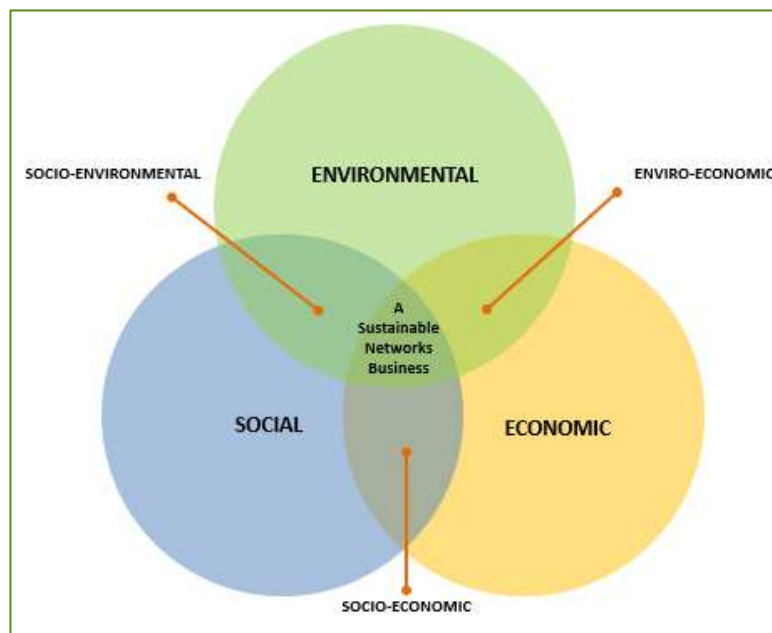 SOCIO-ENVIRONMENTAL
ENVIRONMENTAL
ENVIRO-ECONOMIC
A
Sustainable
Networks
Business
SOCIAL
ECONOMIC
SOCIO-ECONOMIC